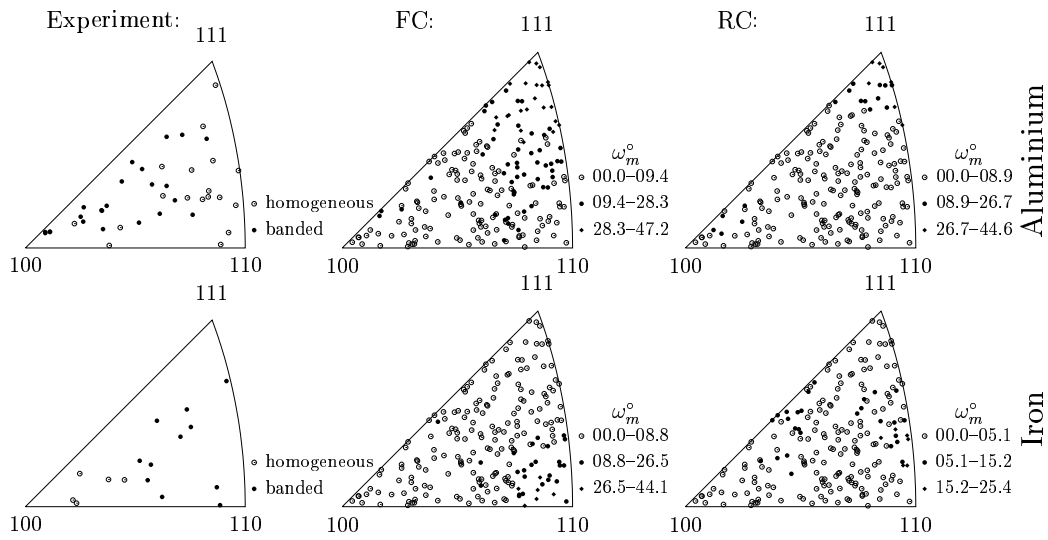 Experiment:
FC:
RC:
111
111
111
ω°ₘ
00.0–09.4
09.4–28.3
28.3–47.2
ω°ₘ
00.0–08.9
08.9–26.7
26.7–44.6
homogeneous
banded
Aluminium
100
110
100
110
100
110
111
111
111
ω°ₘ
00.0–08.8
08.8–26.5
26.5–44.1
ω°ₘ
00.0–05.1
05.1–15.2
15.2–25.4
homogeneous
banded
Iron
100
110
100
110
100
110